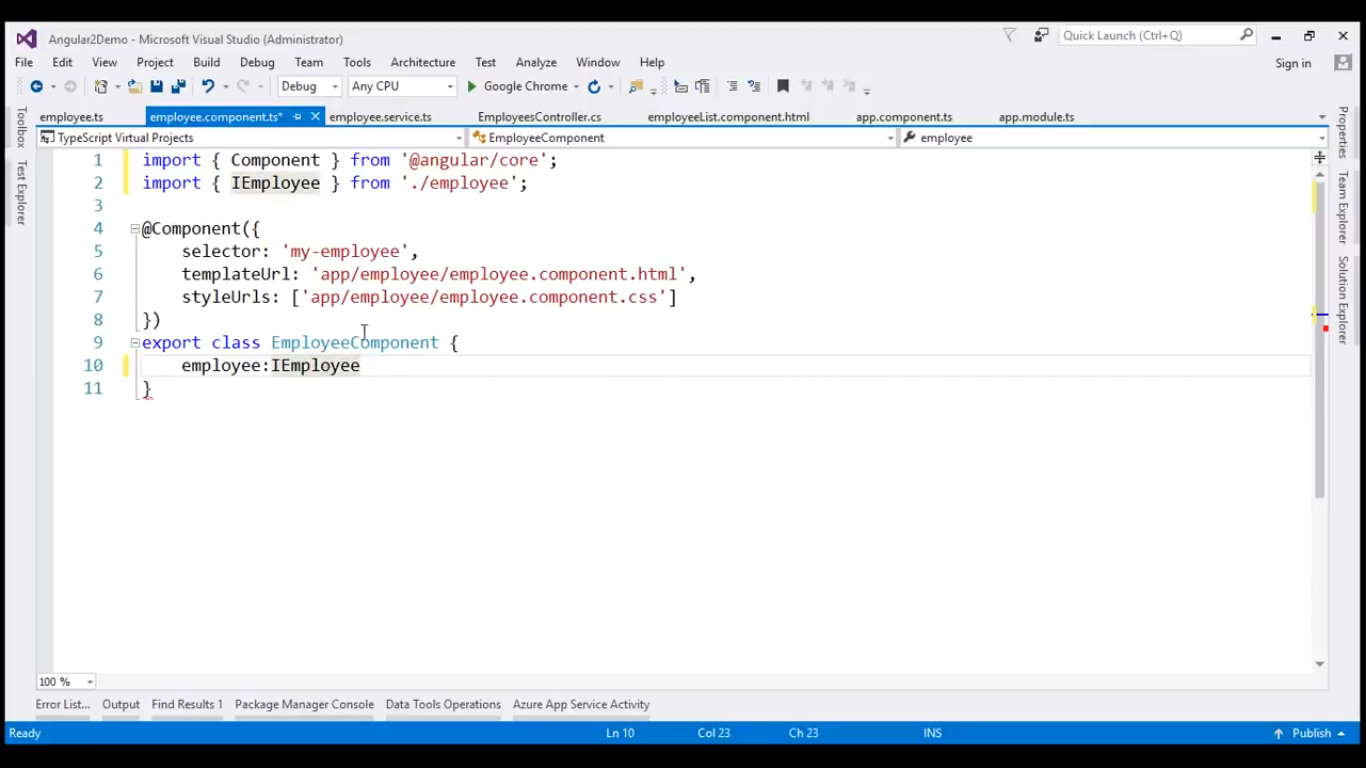 Angular2Demo - Microsoft Visual Studio (Administrator)
Quick Launch (Ctrl+Q)
File Edit View Project Build Debug Team Tools Architecture Test Analyze Window Help
Sign in
Debug Any CPU Google Chrome
employee.ts employee.component.ts* employee.service.ts EmployeesController.cs employeeList.component.html app.component.ts app.module.ts
TypeScript Virtual Projects EmployeeComponent employee
Toolbox
Test Explorer
1 import { Component } from '@angular/core';
2 import { IEmployee } from './employee';
3
4 @Component({
5 selector: 'my-employee',
6 templateUrl: 'app/employee/employee.component.html',
7 styleUrls: ['app/employee/employee.component.css']
8 })
9 export class EmployeeComponent {
10 employee:IEmployee
11 }
Properties
Team Explorer
Solution Explorer
100 %
Error List... Output Find Results 1 Package Manager Console Data Tools Operations Azure App Service Activity
Ready Ln 10 Col 23 Ch 23 INS Publish